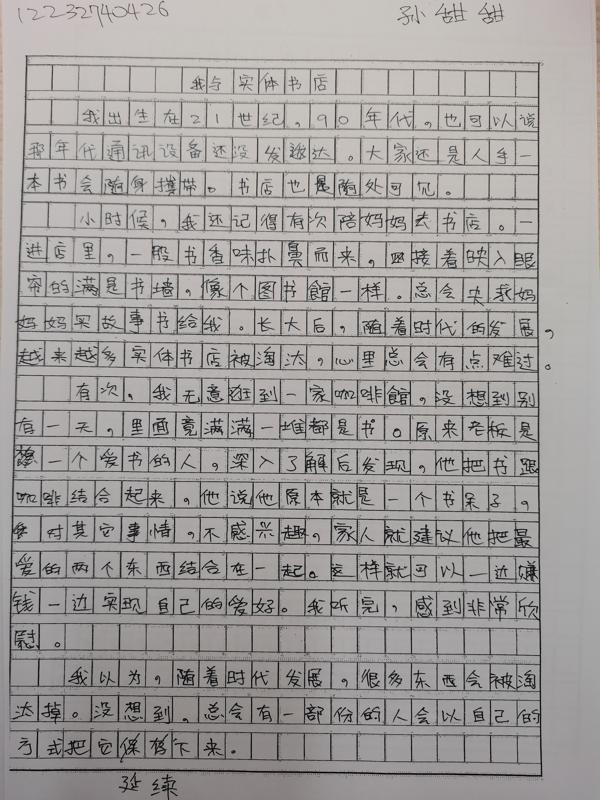 12232740426 孙甜甜
我与实体书店
我出生在21世纪,90年代,也可以说
那年代通讯设备还没发达。大家还是人手一
本书会随身携带。书店也是随处可见。
小时候,我还记得有次陪妈妈去书店。一
进店里,一股书香味扑鼻而来,接着映入眼
帘的满是书墙。像个图书館一样。总会央求妈
妈妈买故事书给我。长大后,随着时代的发展,
越来越多实体书店被淘汰,心里总会有点难过。
有次,我无意逛到一家咖啡館,没想到别
有一天,里面竟满满一堆都是书。原来老板是
一个爱书的人,深入了解后发现,他把书跟
咖啡结合起来,他说他原本就是一个书呆子,
对其它事情,不感兴趣,家人就建议他把最
爱的两个东西结合在一起。这样就可以一边赚
钱一边实现自己的爱好。我听完,感到非常欣
慰。
我以为,随着时代发展,很多东西会被淘
汰掉。没想到,总会有一部份的人会以自己的
方式把它保存下来。
延续